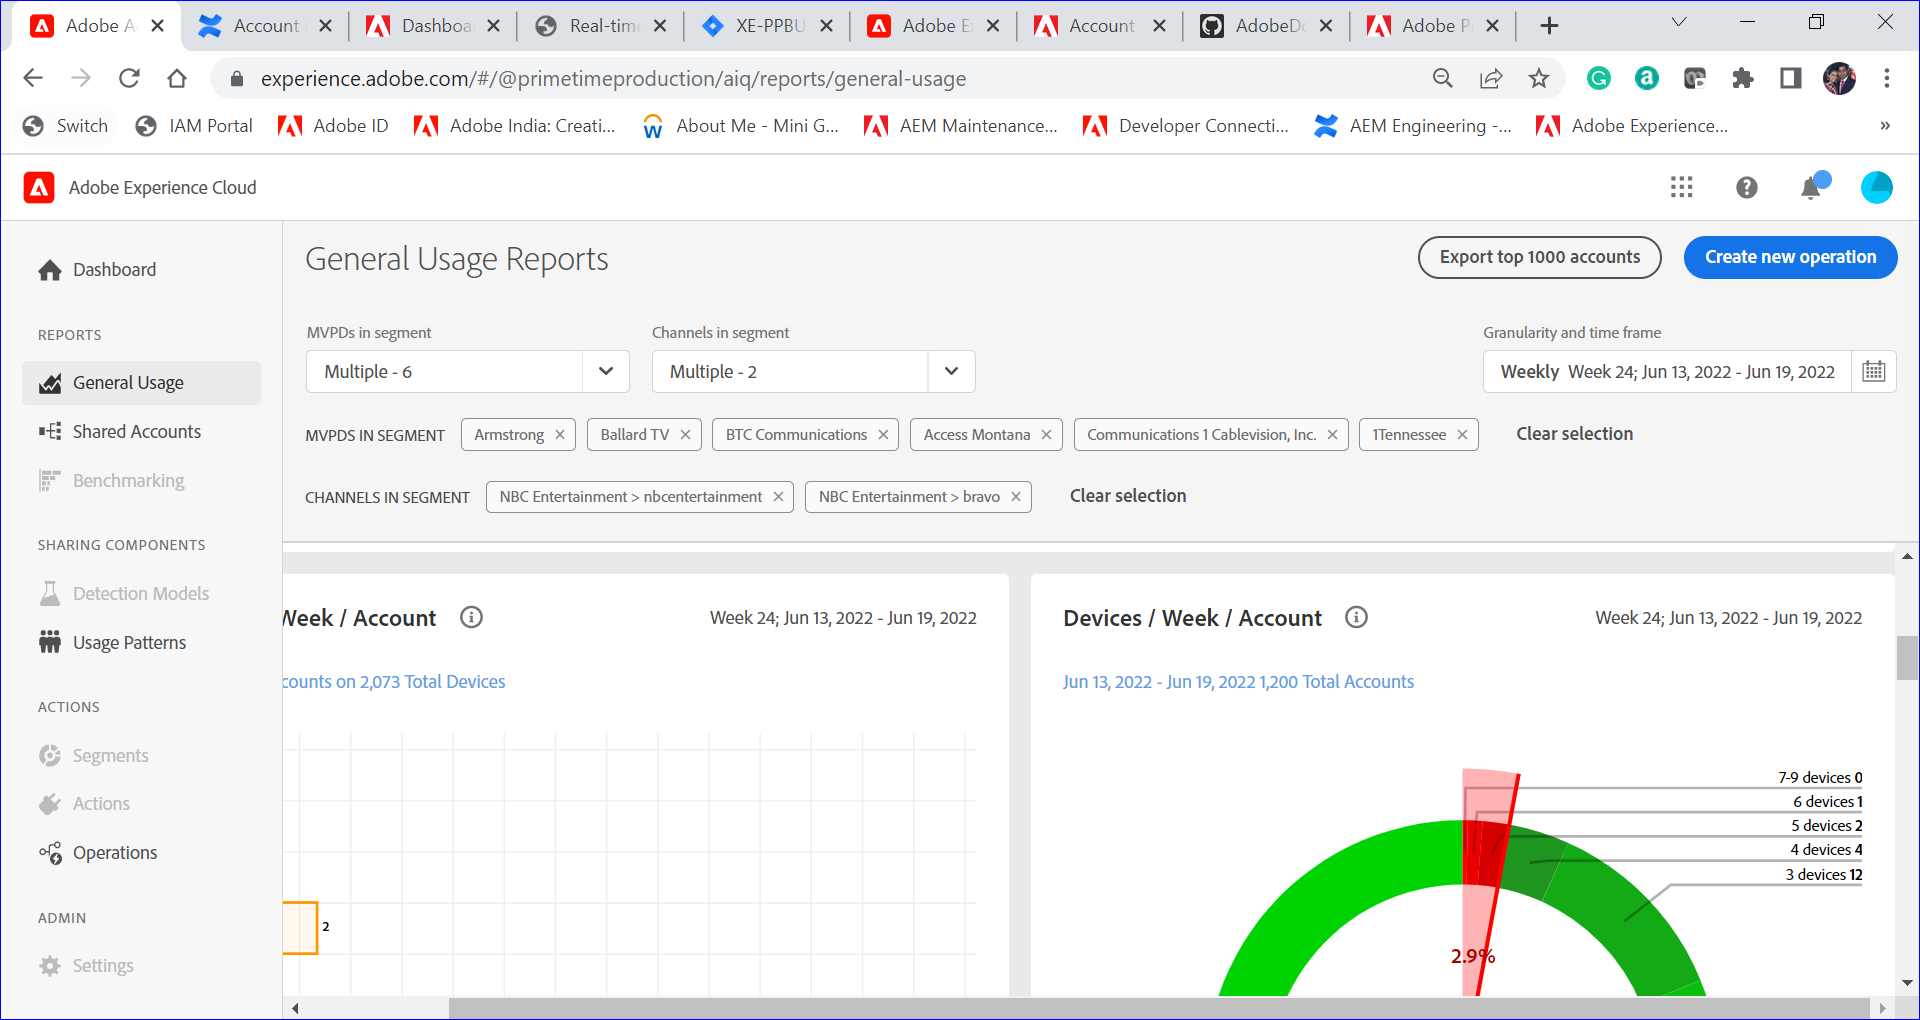 Adobe A
Account
Dashboa
Real-time
XE-PPBU
Adobe E
Account
AdobeDo
Adobe P
experience.adobe.com/#/@primetimeproduction/aiq/reports/general-usage
Switch
IAM Portal
Adobe ID
Adobe India: Creati...
About Me - Mini G...
AEM Maintenance...
Developer Connecti...
AEM Engineering -...
Adobe Experience...
»
Adobe Experience Cloud
Dashboard
REPORTS
General Usage
Shared Accounts
Benchmarking
SHARING COMPONENTS
Detection Models
Usage Patterns
ACTIONS
Segments
Actions
Operations
ADMIN
Settings
General Usage Reports
Export top 1000 accounts
Create new operation
MVPDs in segment
Channels in segment
Granularity and time frame
Multiple - 6
Multiple - 2
Weekly Week 24; Jun 13, 2022 - Jun 19, 2022
MVPDS IN SEGMENT
Armstrong
Ballard TV
BTC Communications
Access Montana
Communications 1 Cablevision, Inc.
1Tennessee
Clear selection
CHANNELS IN SEGMENT
NBC Entertainment > nbcentertainment
NBC Entertainment > bravo
Clear selection
Week / Account
Week 24; Jun 13, 2022 - Jun 19, 2022
counts on 2,073 Total Devices
2
Devices / Week / Account
Week 24; Jun 13, 2022 - Jun 19, 2022
Jun 13, 2022 - Jun 19, 2022 1,200 Total Accounts
7-9 devices 0
6 devices 1
5 devices 2
4 devices 4
3 devices 12
2.9%